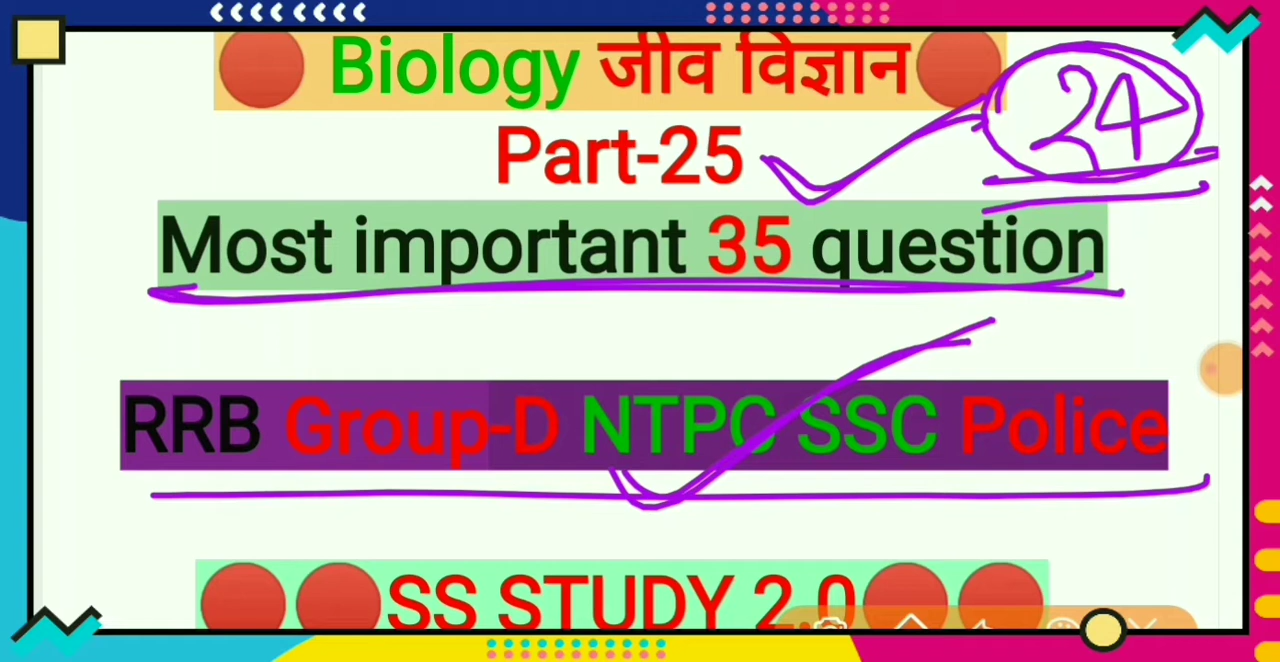 Biology जीव विज्ञान
24
Part-25
Most important 35 question
RRB Group-D NTPC SSC Police
SS STUDY 2.0